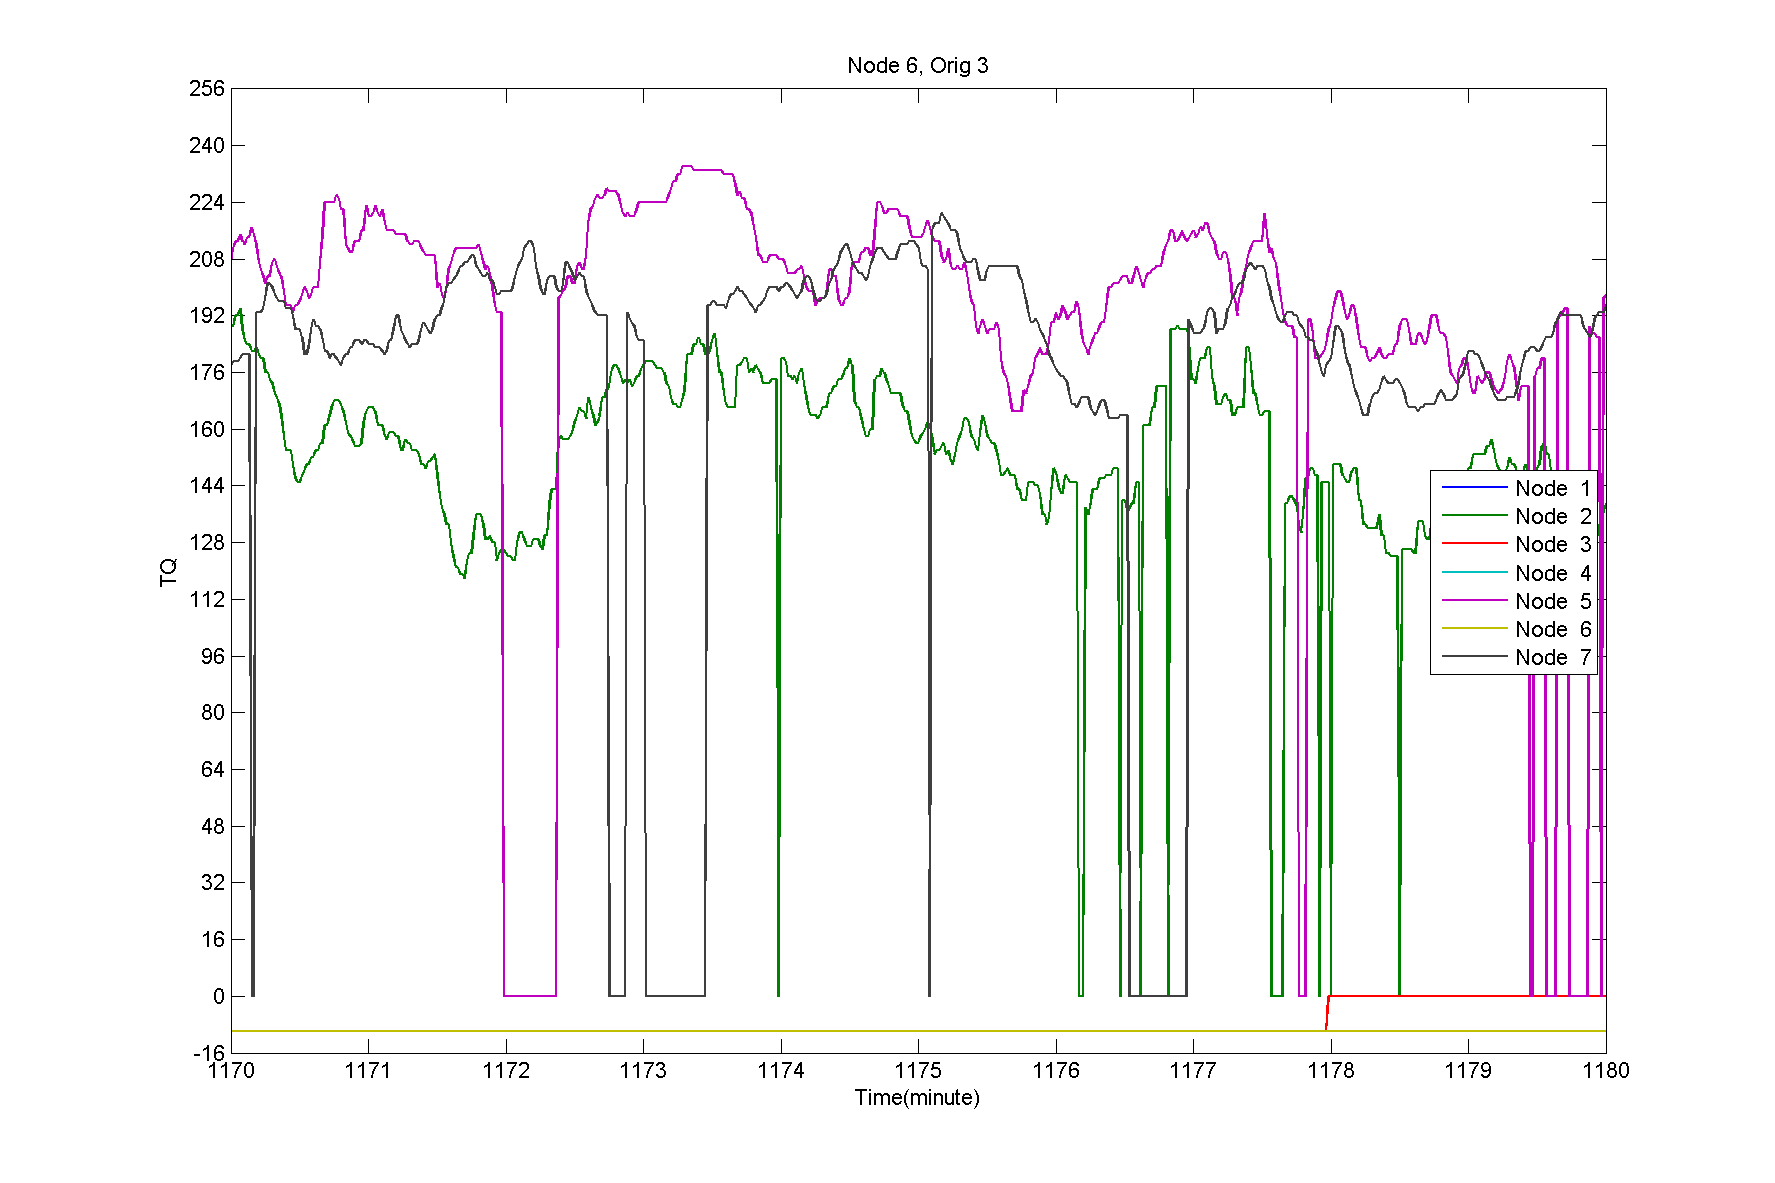 Node 6, Orig 3
256
240
224
208
192
176
160
144
128
112
96
80
64
48
32
16
0
-16
TQ
1170 1171 1172 1173 1174 1175 1176 1177 1178 1179 1180
Time(minute)
Node 1
Node 2
Node 3
Node 4
Node 5
Node 6
Node 7